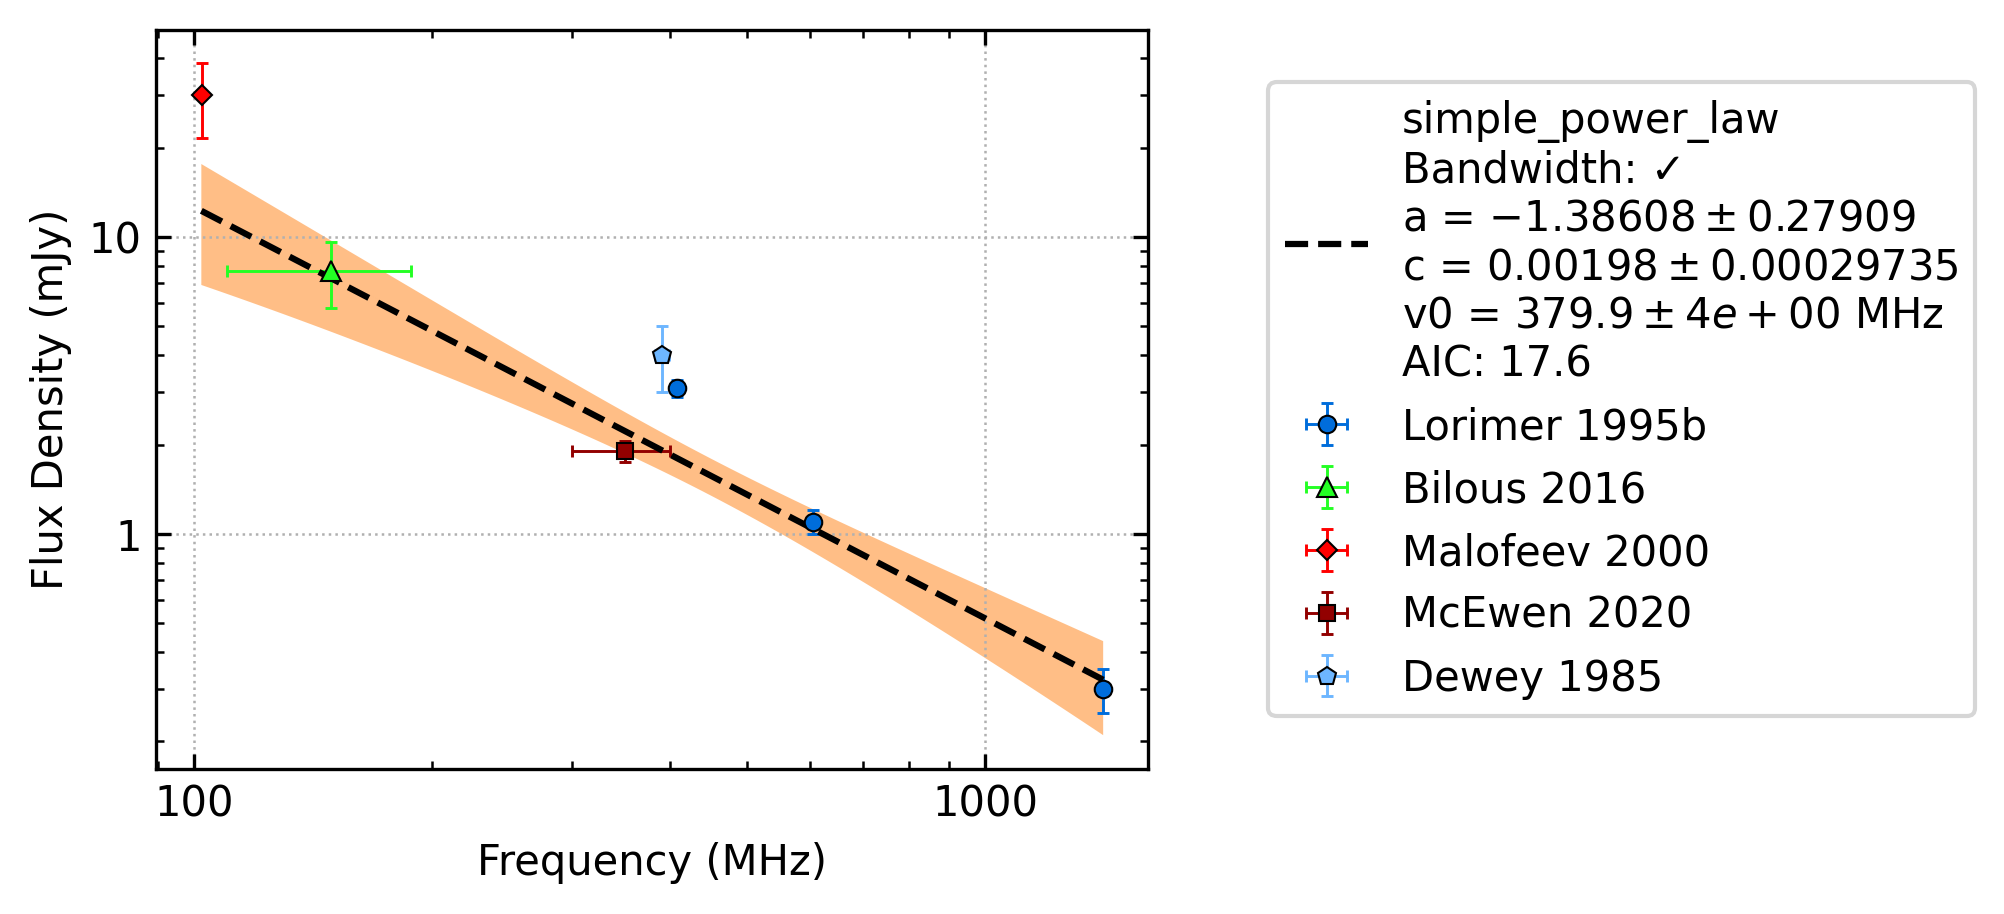 10
1
Flux Density (mJy)
100
1000
Frequency (MHz)
simple_power_law
Bandwidth: ✓
a = −1.38608 ± 0.27909
c = 0.00198 ± 0.00029735
v0 = 379.9 ± 4e + 00 MHz
AIC: 17.6
Lorimer 1995b
Bilous 2016
Malofeev 2000
McEwen 2020
Dewey 1985